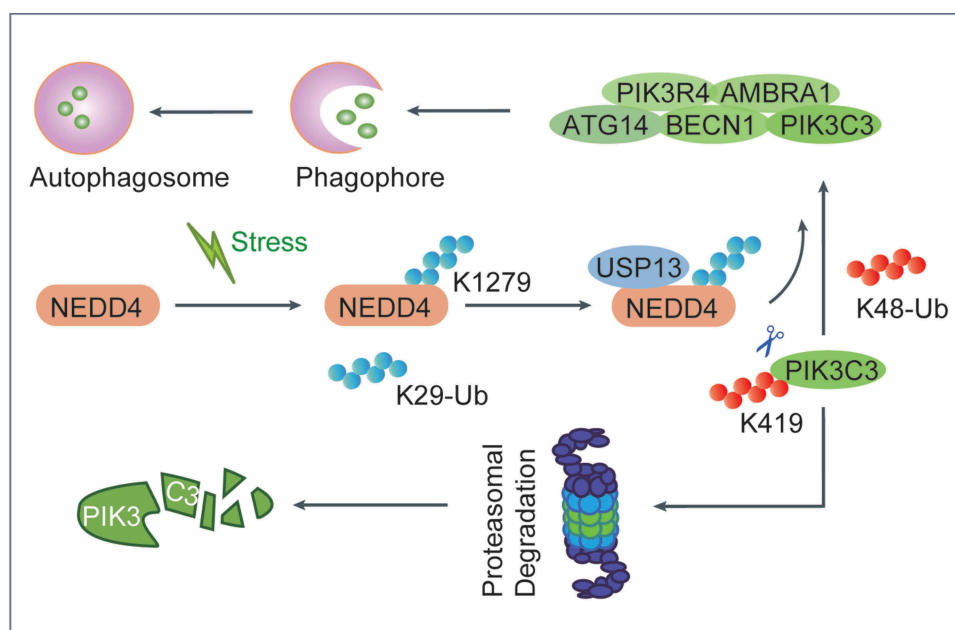 PIK3R4 AMBRA1
ATG14 BECN1 PIK3C3
Autophagosome
Phagophore
Stress
USP13
K1279
NEDD4
NEDD4
NEDD4
K48-Ub
PIK3C3
K29-Ub
K419
Proteasomal
Degradation
C3
PIK3